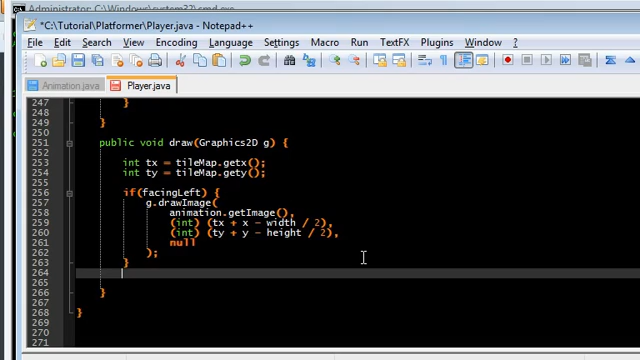 Administrator: C:\Windows\system32\cmd.exe
*C:\Tutorial\Platformer\Player.java - Notepad++
File Edit Search View Encoding Language Settings Macro Run TextFX Plugins Window ?
Animation.java Player.java
247 }
248
249 }
250
251 public void draw(Graphics2D g) {
252
253 int tx = tileMap.getx();
254 int ty = tileMap.gety();
255
256 if(facingLeft) {
257 g.drawImage(
258 animation.getImage(),
259 (int) (tx + x - width / 2),
260 (int) (ty + y - height / 2),
261 null
262 );
263 }
264
265
266 }
267
268 }
269
270
271